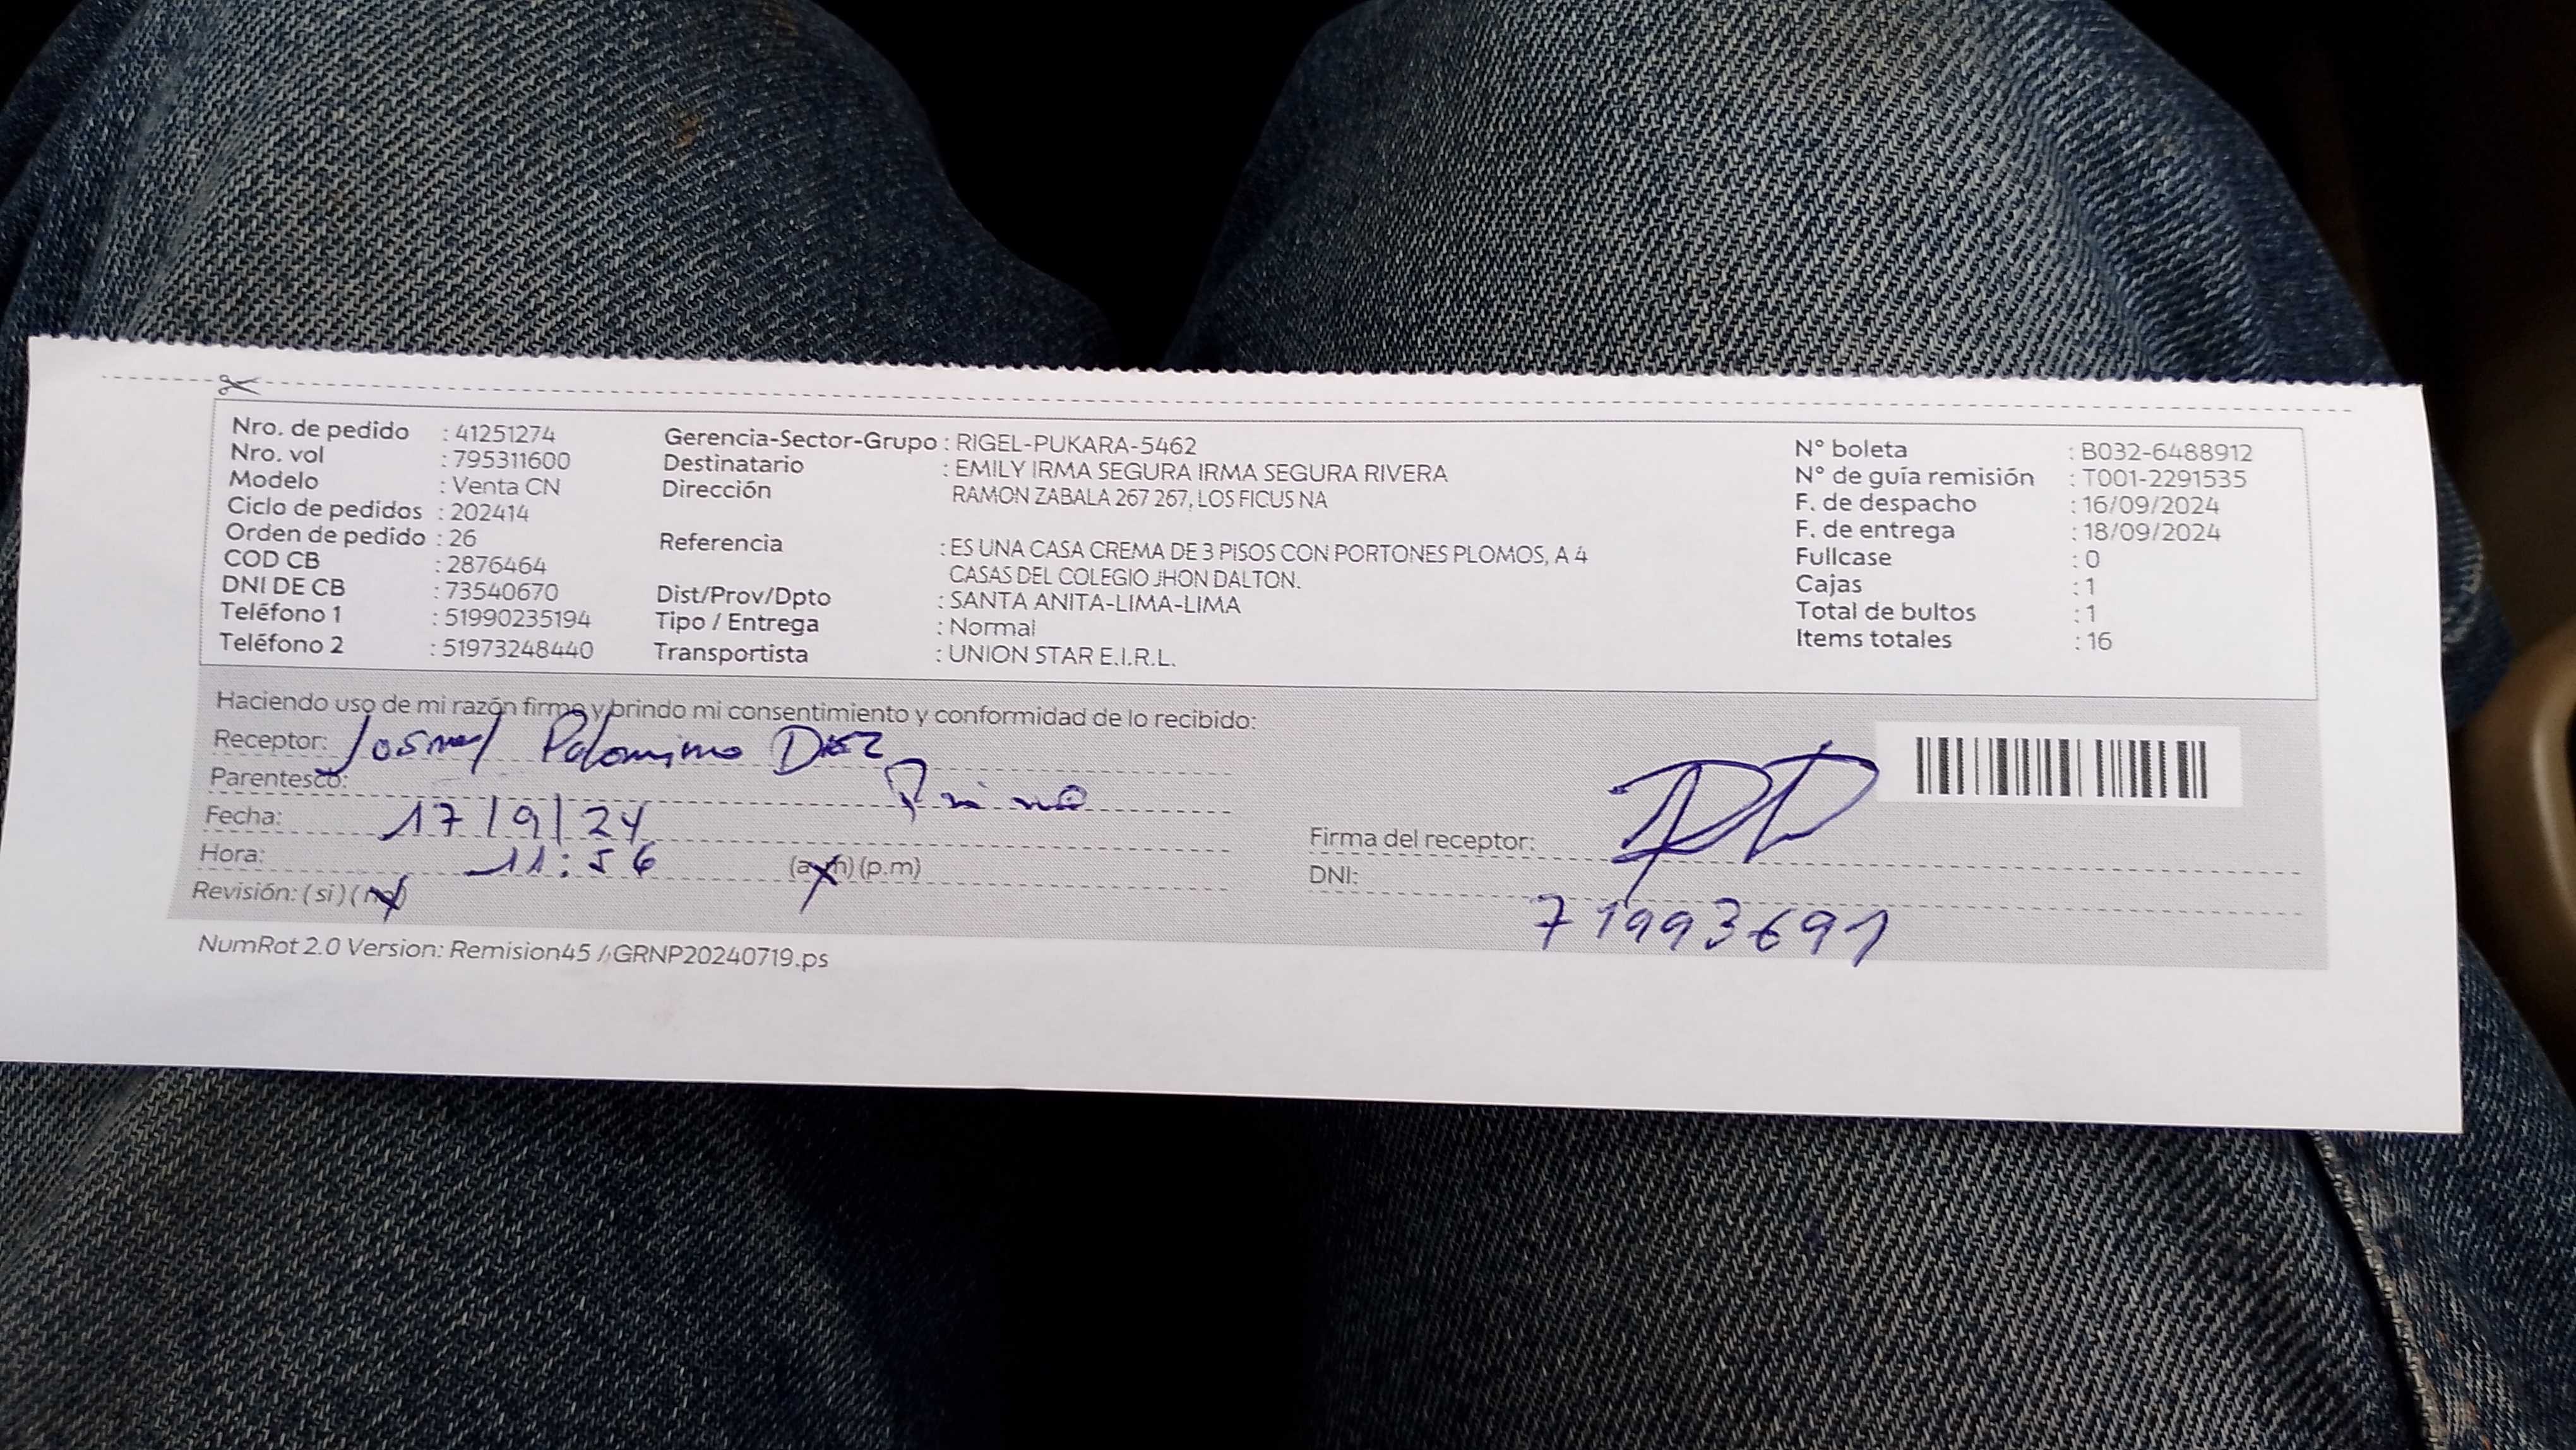 Nro. de pedido : 41251274
Nro. vol : 795311600
Modelo : Venta CN
Ciclo de pedidos : 202414
Orden de pedido : 26
COD CB : 2876464
DNI DE CB : 73540670
Teléfono 1 : 51990235194
Teléfono 2 : 51973248440
Gerencia-Sector-Grupo : RIGEL-PUKARA-5462
Destinatario : EMILY IRMA SEGURA IRMA SEGURA RIVERA
Dirección RAMON ZABALA 267 267, LOS FICUS NA
Referencia : ES UNA CASA CREMA DE 3 PISOS CON PORTONES PLOMOS, A 4
CASAS DEL COLEGIO JHON DALTON.
Dist/Prov/Dpto : SANTA ANITA-LIMA-LIMA
Tipo / Entrega : Normal
Transportista : UNION STAR E.I.R.L.
N° boleta : B032-6488912
N° de guía remisión : T001-2291535
F. de despacho : 16/09/2024
F. de entrega : 18/09/2024
Fullcase : 0
Cajas : 1
Total de bultos : 1
Items totales : 16
Haciendo uso de mi razón firmo y brindo mi consentimiento y conformidad de lo recibido:
Receptor: Palomino
Parentesco: Primo
Fecha: 17/9/24
Hora: 11:56 (a.m) (p.m)
Revisión: (si) (no)
Firma del receptor:
DNI: 71993691
NumRot 2.0 Version: Remision45 / GRNP20240719.ps